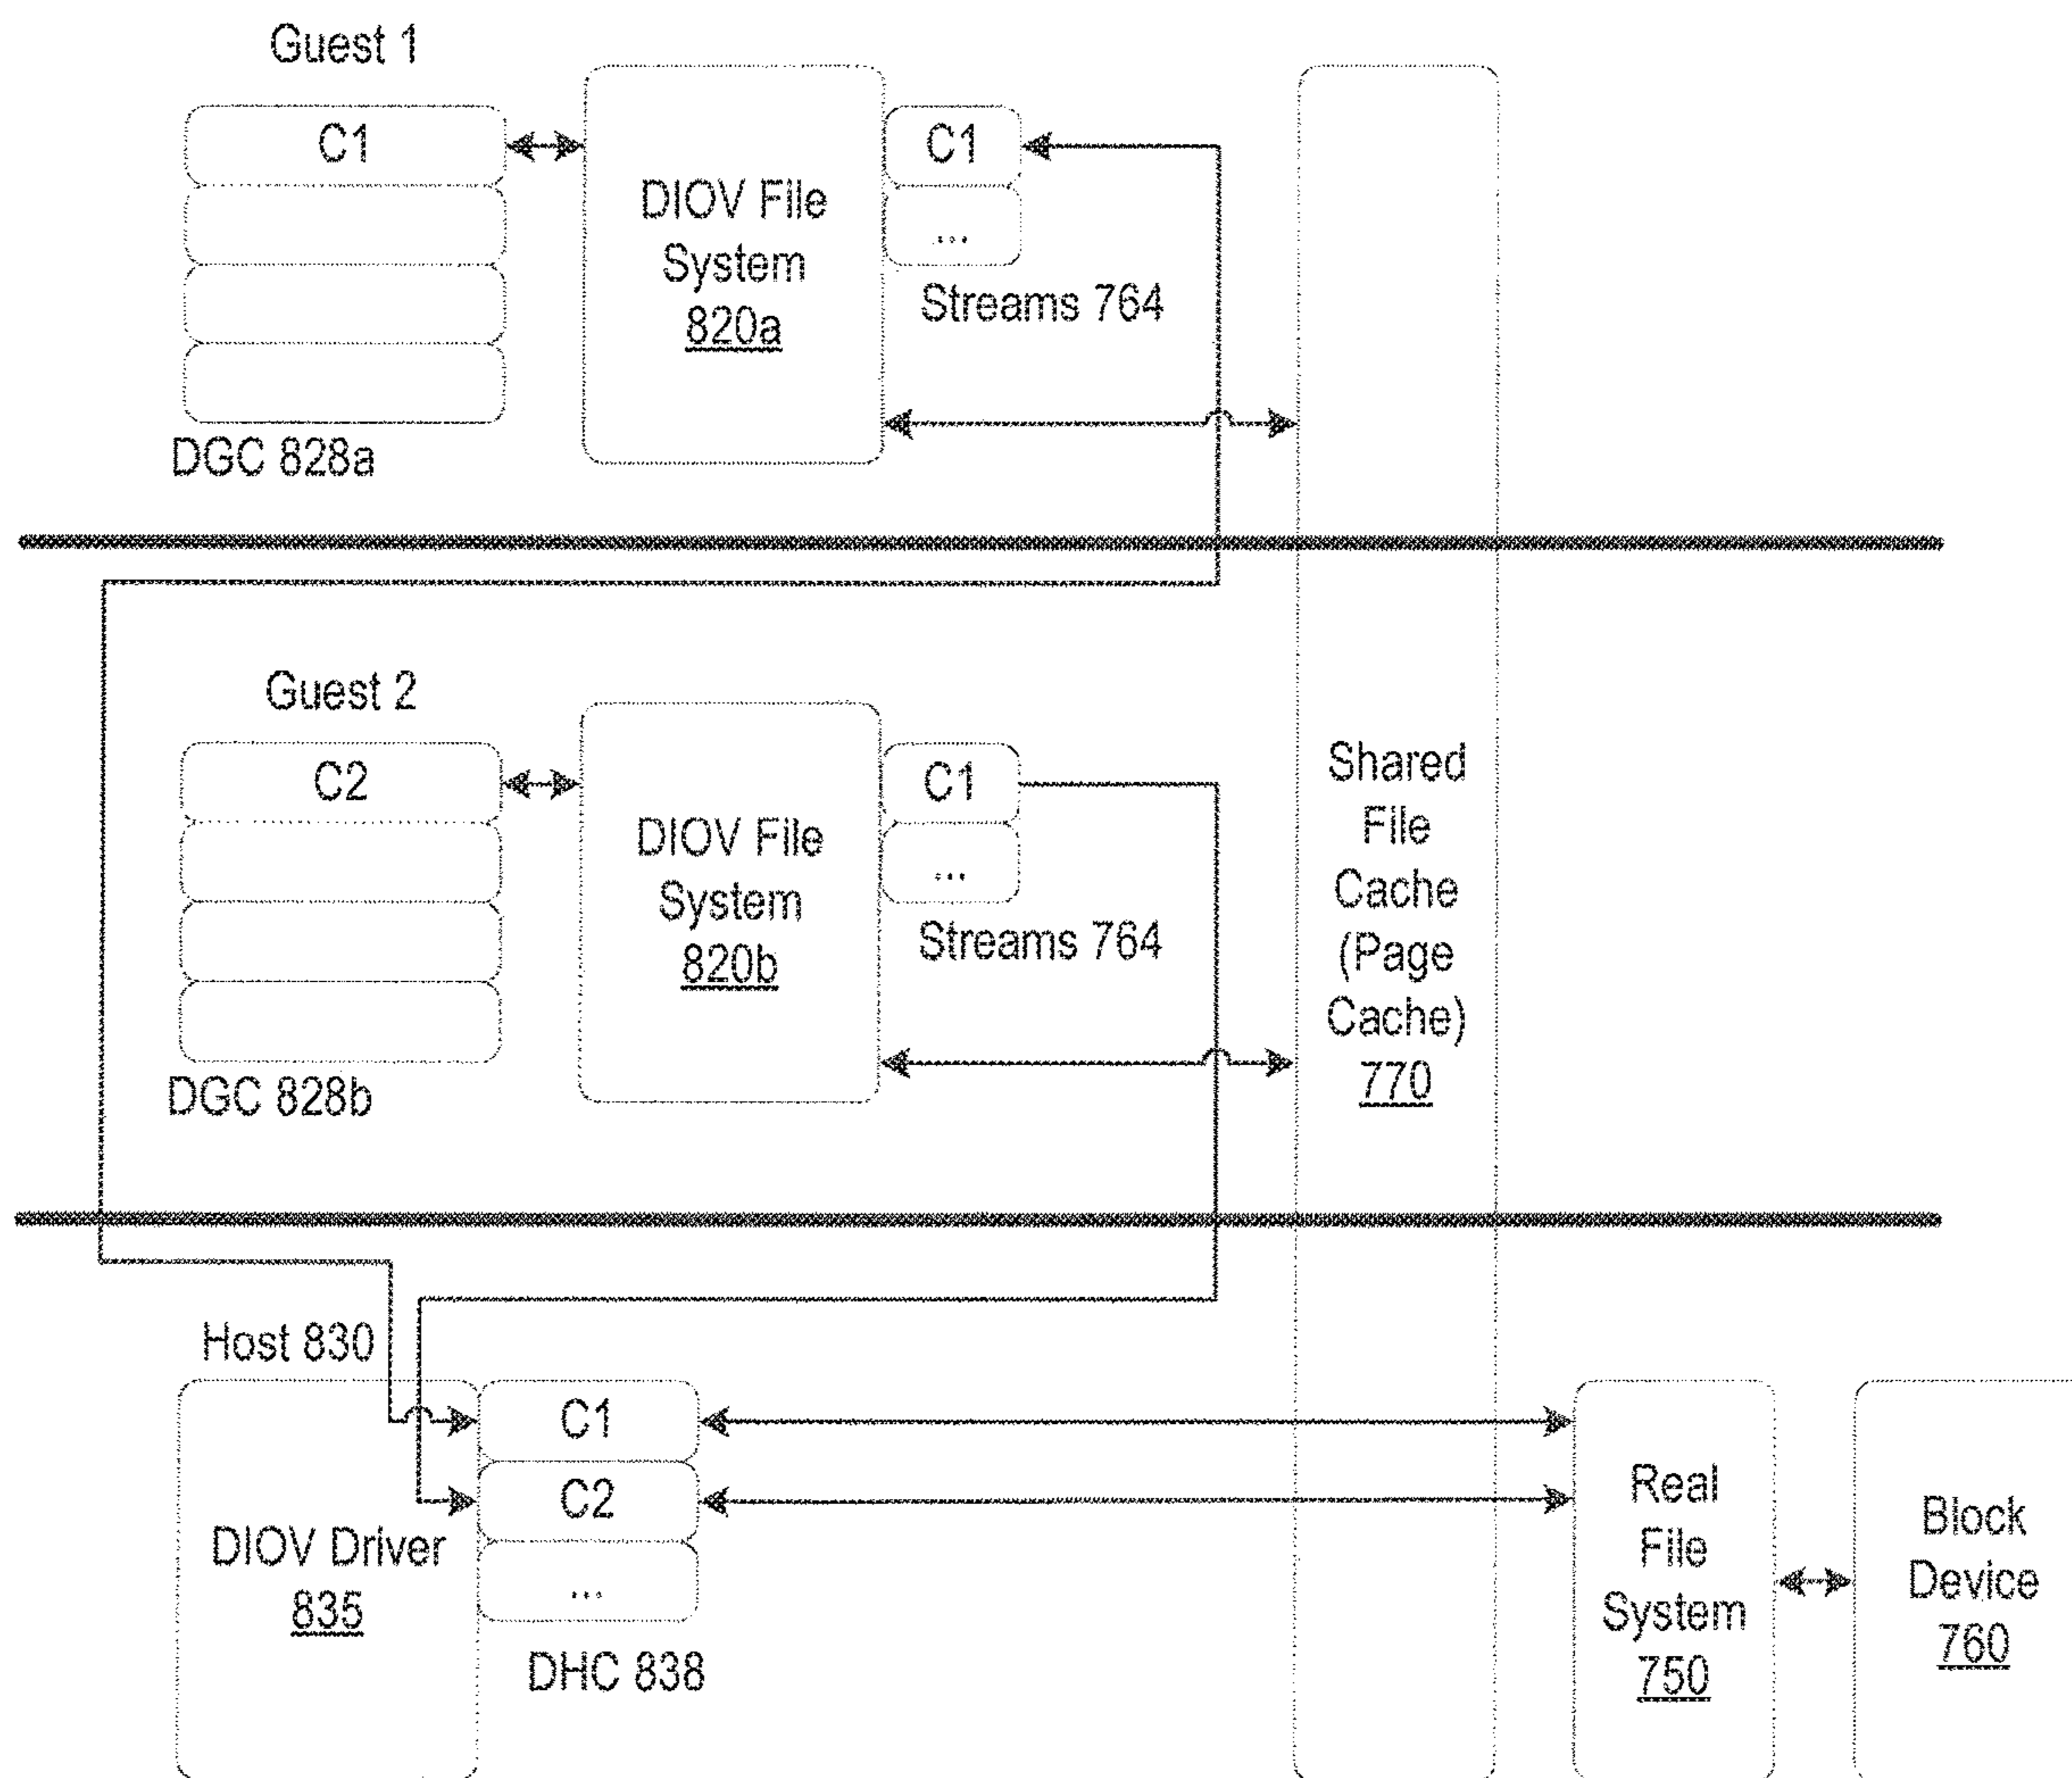 Guest 1
C1
DIOV File
System
820a
C1
...
Streams 764
DGC 828a
Guest 2
C2
DIOV File
System
820b
C1
...
Streams 764
DGC 828b
Shared
File
Cache
(Page
Cache)
770
Host 830
DIOV Driver
835
C1
C2
...
DHC 838
Real
File
System
750
Block
Device
760